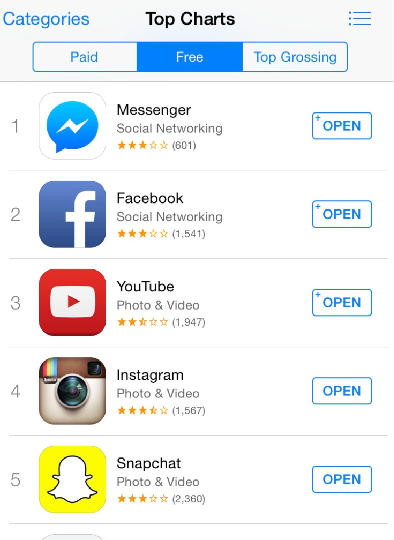 Categories
Top Charts
Paid
Free
Top Grossing
1
Messenger
Social Networking
(601)
+ OPEN
2
Facebook
Social Networking
(1,541)
+ OPEN
3
YouTube
Photo & Video
(1,947)
+ OPEN
4
Instagram
Photo & Video
(1,567)
OPEN
5
Snapchat
Photo & Video
(2,360)
OPEN